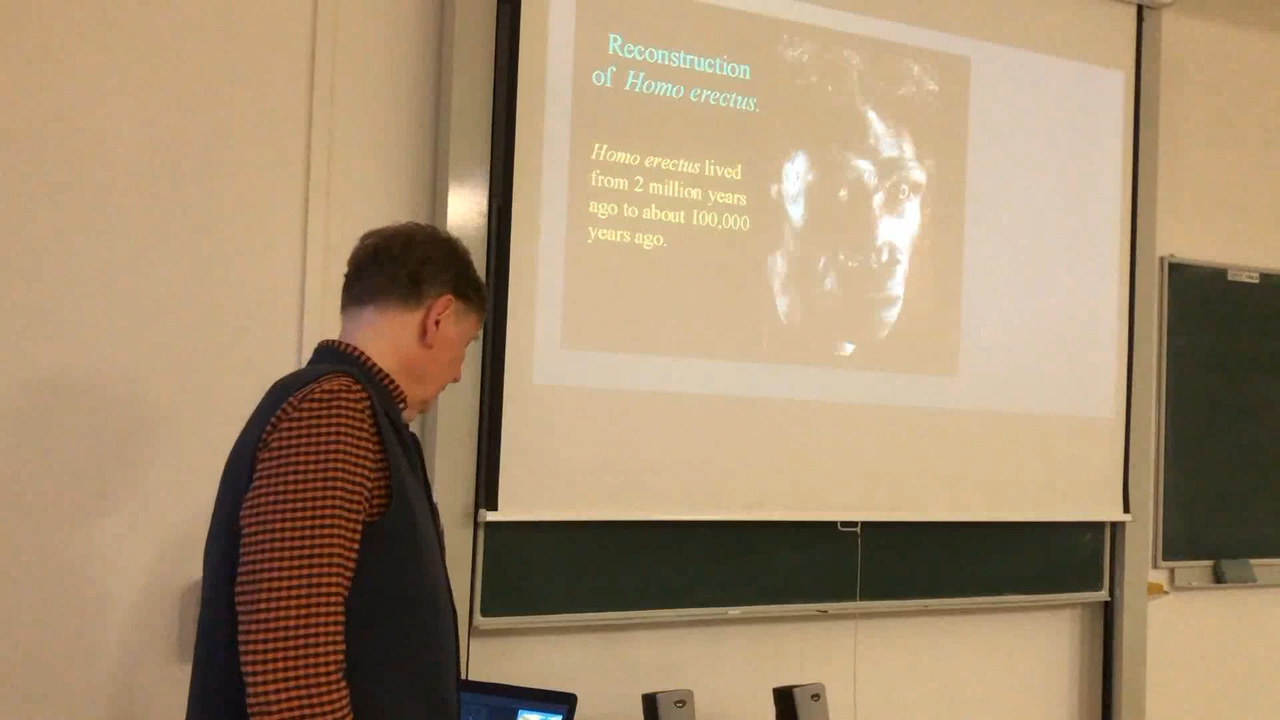 Reconstruction
of Homo erectus.
Homo erectus lived
from 2 million years
ago to about 100,000
years ago.